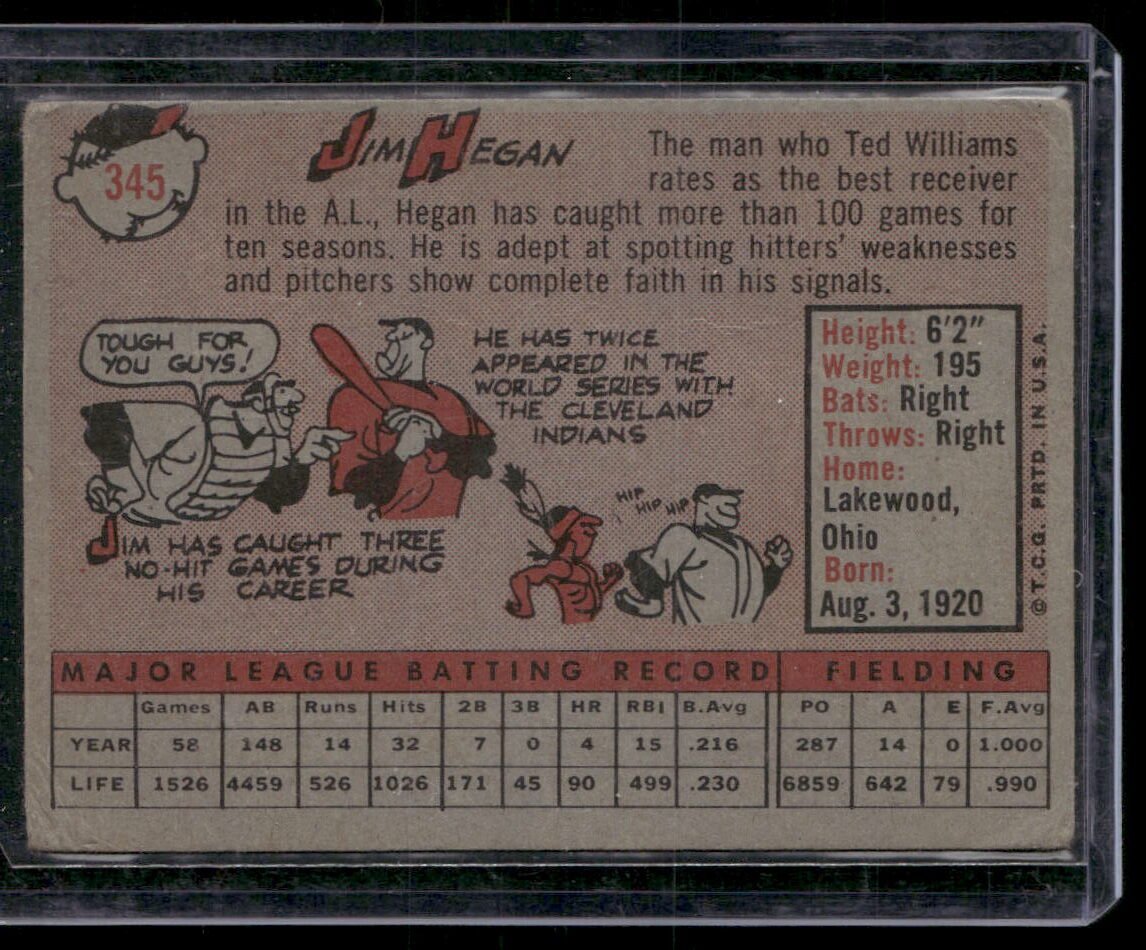 345
JIM HEGAN
The man who Ted Williams
rates as the best receiver
in the A.L., Hegan has caught more than 100 games for
ten seasons. He is adept at spotting hitters' weaknesses
and pitchers show complete faith in his signals.
TOUGH FOR
YOU GUYS!
JIM HAS CAUGHT THREE
NO-HIT GAMES DURING
HIS CAREER
HE HAS TWICE
APPEARED IN THE
WORLD SERIES WITH
THE CLEVELAND
INDIANS
HIP
HIP HIP
Height: 6'2"
Weight: 195
Bats: Right
Throws: Right
Home:
Lakewood,
Ohio
Born:
Aug. 3, 1920
© T.C.G. PRTD. IN U.S.A.
MAJOR LEAGUE BATTING RECORD FIELDING
Games AB Runs Hits 2B 3B HR RBI B.Avg PO A E F.Avg
YEAR 58 148 14 32 7 0 4 15 .216 287 14 0 1.000
LIFE 1526 4459 526 1026 171 45 90 499 .230 6859 642 79 .990